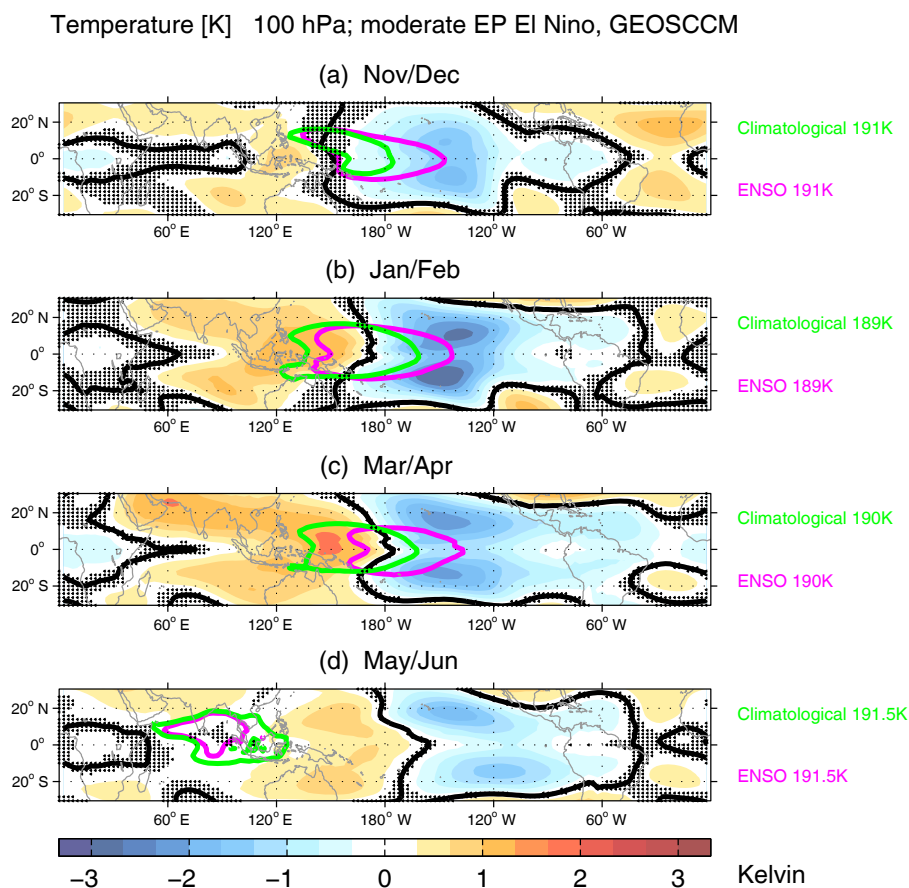 Temperature [K] 100 hPa; moderate EP El Nino, GEOSCCM
(a) Nov/Dec
20° N
0°
20° S
60° E 120° E 180° W 120° W 60° W
Climatological 191K
ENSO 191K
(b) Jan/Feb
20° N
0°
20° S
60° E 120° E 180° W 120° W 60° W
Climatological 189K
ENSO 189K
(c) Mar/Apr
20° N
0°
20° S
60° E 120° E 180° W 120° W 60° W
Climatological 190K
ENSO 190K
(d) May/Jun
20° N
0°
20° S
60° E 120° E 180° W 120° W 60° W
Climatological 191.5K
ENSO 191.5K
−3 −2 −1 0 1 2 3
Kelvin